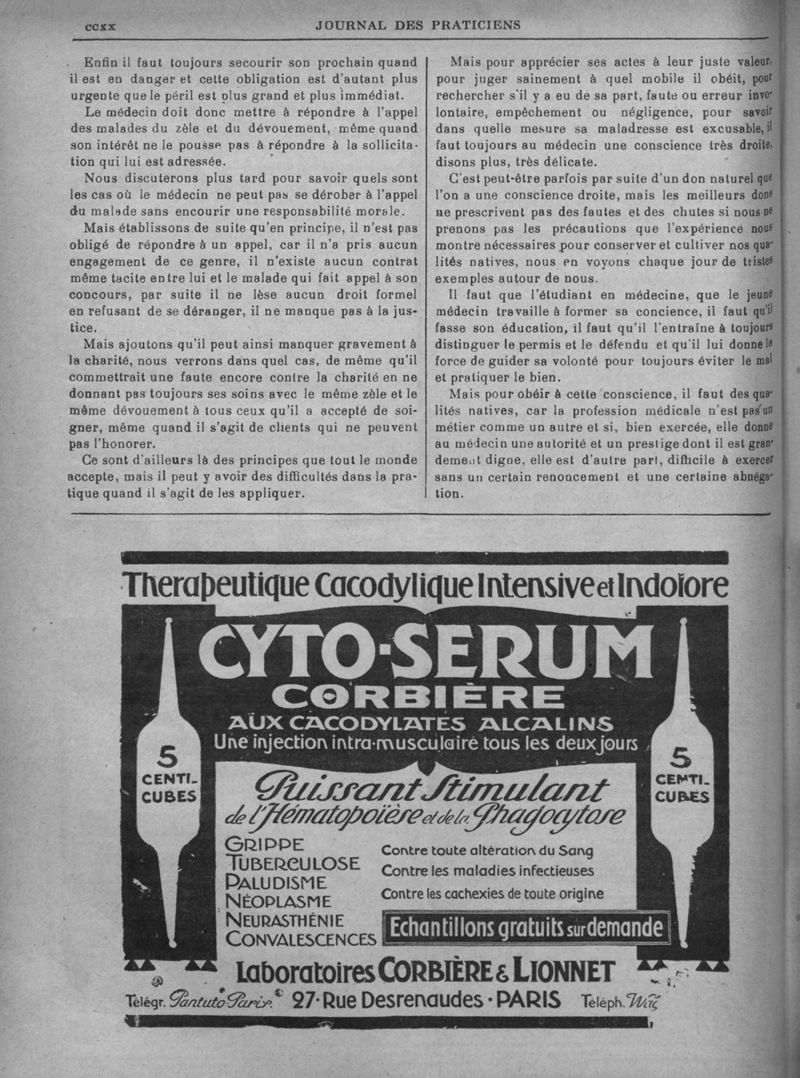 ccxx
JOURNAL DES PRATICIENS
Enfin il faut toujours secourir son prochain quand
il est en danger et cette obligation est d'autant plus
urgente que le péril est plus grand et plus immédiat.
Le médecin doit donc mettre à répondre à l'appel
des malades du zèle et du dévouement, même quand
son intérêt ne le pousse pas à répondre à la sollicita-
tion qui lui est adressée.
Nous discuterons plus tard pour savoir quels sont
les cas où le médecin ne peut pas se dérober à l'appel
du malade sans encourir une responsabilité morale.
Mais établissons de suite qu'en principe, il n'est pas
obligé de répondre à un appel, car il n'a pris aucun
engagement de ce genre, il n'existe aucun contrat
même tacite entre lui et le malade qui fait appel à son
concours, par suite il ne lèse aucun droit formel
en refusant de se déranger, il ne manque pas à la jus-
tice.
Mais ajoutons qu'il peut ainsi manquer gravement à
la charité, nous verrons dans quel cas, de même qu'il
commettrait une faute encore contre la charité en ne
donnant pas toujours ses soins avec le même zèle et le
même dévouement à tous ceux qu'il a accepté de soi-
gner, même quand il s'agit de clients qui ne peuvent
pas l'honorer.
Ce sont d'ailleurs là des principes que tout le monde
accepte, mais il peut y avoir des difficultés dans la pra-
tique quand il s'agit de les appliquer.
Mais pour apprécier ses actes à leur juste valeur,
pour juger sainement à quel mobile il obéit, pour
rechercher s'il y a eu de sa part, faute ou erreur invo-
lontaire, empêchement ou négligence, pour savoir
dans quelle mesure sa maladresse est excusable, il
faut toujours au médecin une conscience très droite,
disons plus, très délicate.
C'est peut-être parfois par suite d'un don naturel que
l'on a une conscience droite, mais les meilleurs dons
ne prescrivent pas des fautes et des chutes si nous ne
prenons pas les précautions que l'expérience nous
montre nécessaires pour conserver et cultiver nos qua-
lités natives, nous en voyons chaque jour de tristes
exemples autour de nous.
Il faut que l'étudiant en médecine, que le jeune
médecin travaille à former sa concience, il faut qu'il
fasse son éducation, il faut qu'il l'entraîne à toujours
distinguer le permis et le défendu et qu'il lui donne la
force de guider sa volonté pour toujours éviter le mal
et pratiquer le bien.
Mais pour obéir à cette conscience, il faut des qua-
lités natives, car la profession médicale n'est pas un
métier comme un autre et si, bien exercée, elle donne
au médecin une autorité et un prestige dont il est gran-
dement digne, elle est d'autre part, difficile à exercer
sans un certain renoncement et une certaine abnéga-
tion.
Therapeutique Cacodylique Intensive et Indolore
CYTO-SERUM
CORBIÈRE
AUX CACODYLATES ALCALINS
Une injection intra-musculaire tous les deux jours
5
CENTI-
CUBES
5
CENTI-
CUBES
Puissant Stimulant
de l'Hématopoïèse et de la Phagocytose
GRIPPE
TUBERCULOSE
PALUDISME
NÉOPLASME
NEURASTHÉNIE
CONVALESCENCES
Contre toute altération du Sang
Contre les maladies infectieuses
Contre les cachexies de toute origine
Echantillons gratuits sur demande
Laboratoires CORBIÈRE & LIONNET
Télégr. Pantuto-Paris. 27·Rue Desrenaudes·PARIS Téléph.